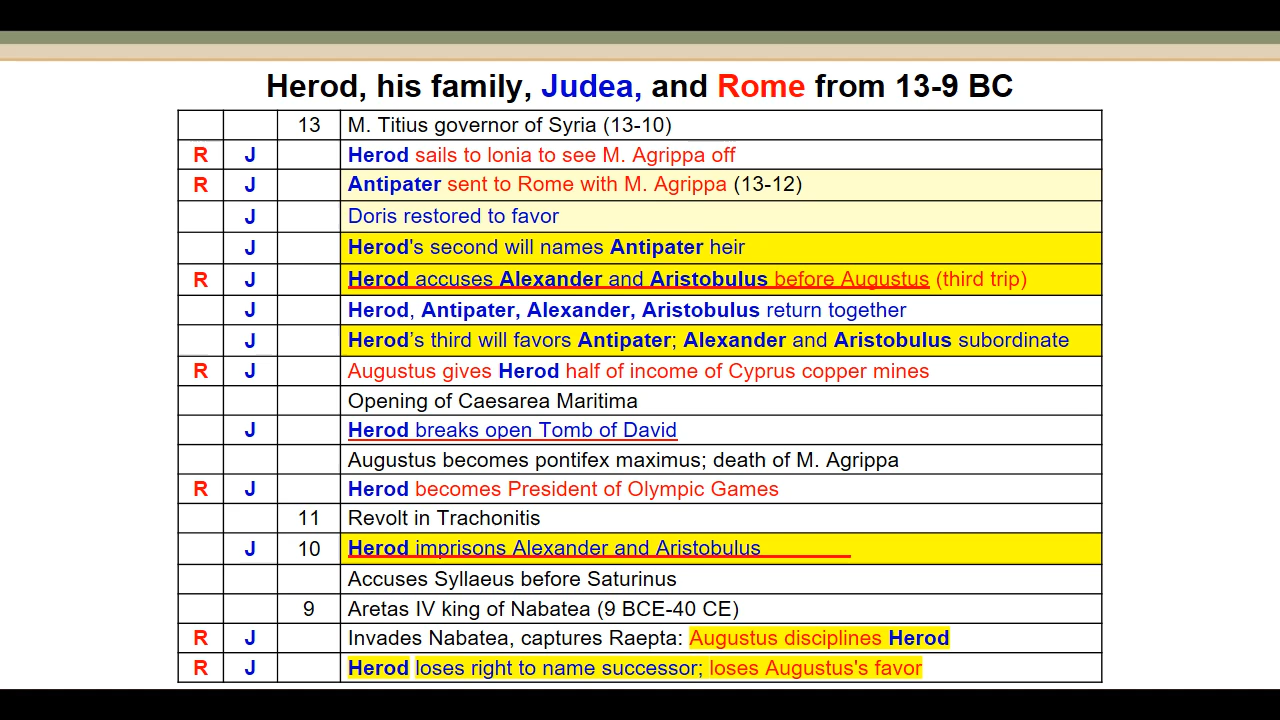 Herod, his family, Judea, and Rome from 13-9 BC
13 M. Titius governor of Syria (13-10)
R J Herod sails to Ionia to see M. Agrippa off
R J Antipater sent to Rome with M. Agrippa (13-12)
J Doris restored to favor
J Herod's second will names Antipater heir
R J Herod accuses Alexander and Aristobulus before Augustus (third trip)
J Herod, Antipater, Alexander, Aristobulus return together
J Herod’s third will favors Antipater; Alexander and Aristobulus subordinate
R J Augustus gives Herod half of income of Cyprus copper mines
Opening of Caesarea Maritima
J Herod breaks open Tomb of David
Augustus becomes pontifex maximus; death of M. Agrippa
R J Herod becomes President of Olympic Games
11 Revolt in Trachonitis
J 10 Herod imprisons Alexander and Aristobulus
Accuses Syllaeus before Saturinus
9 Aretas IV king of Nabatea (9 BCE-40 CE)
R J Invades Nabatea, captures Raepta: Augustus disciplines Herod
R J Herod loses right to name successor; loses Augustus's favor